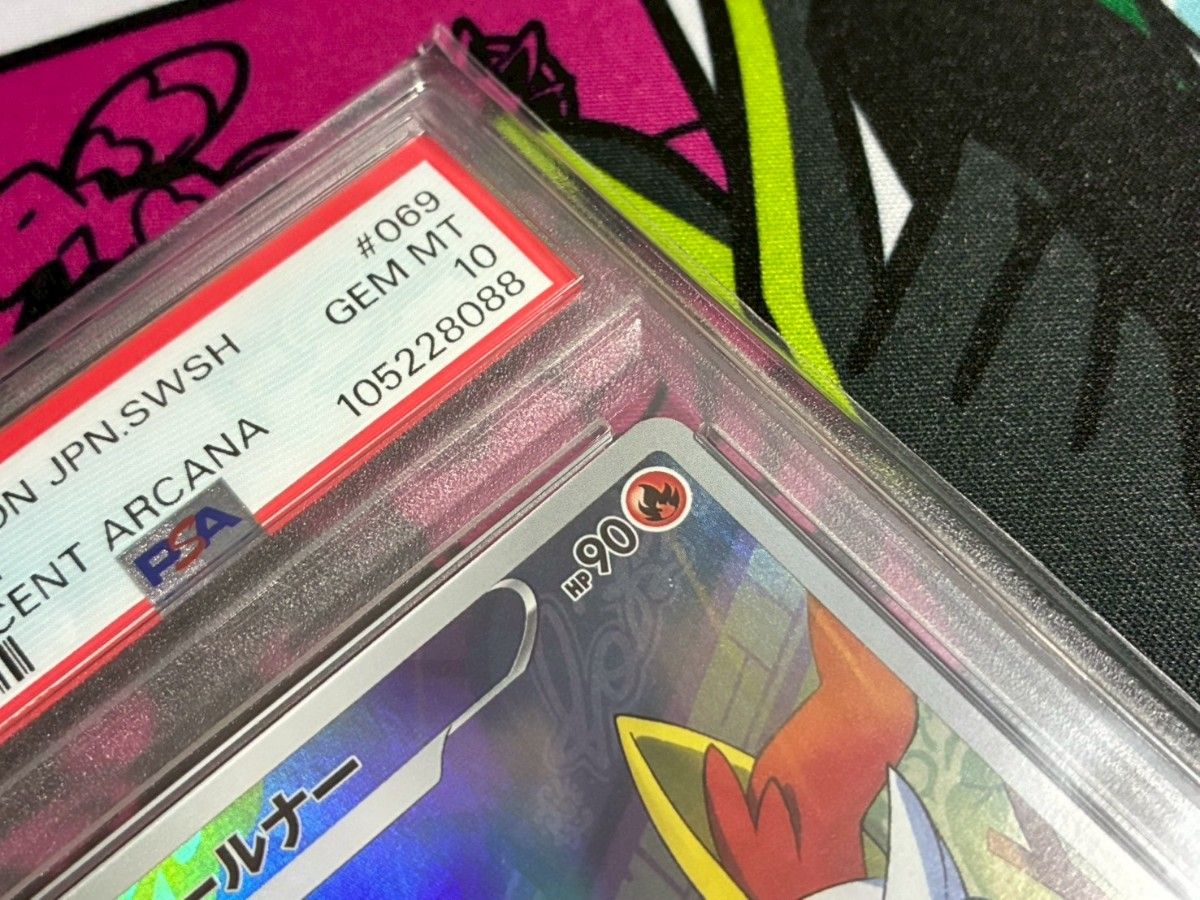 #069
GEM MT
10
ON JPN.SWSH
105228088
CENT ARCANA
PSA
HP90
ールナー